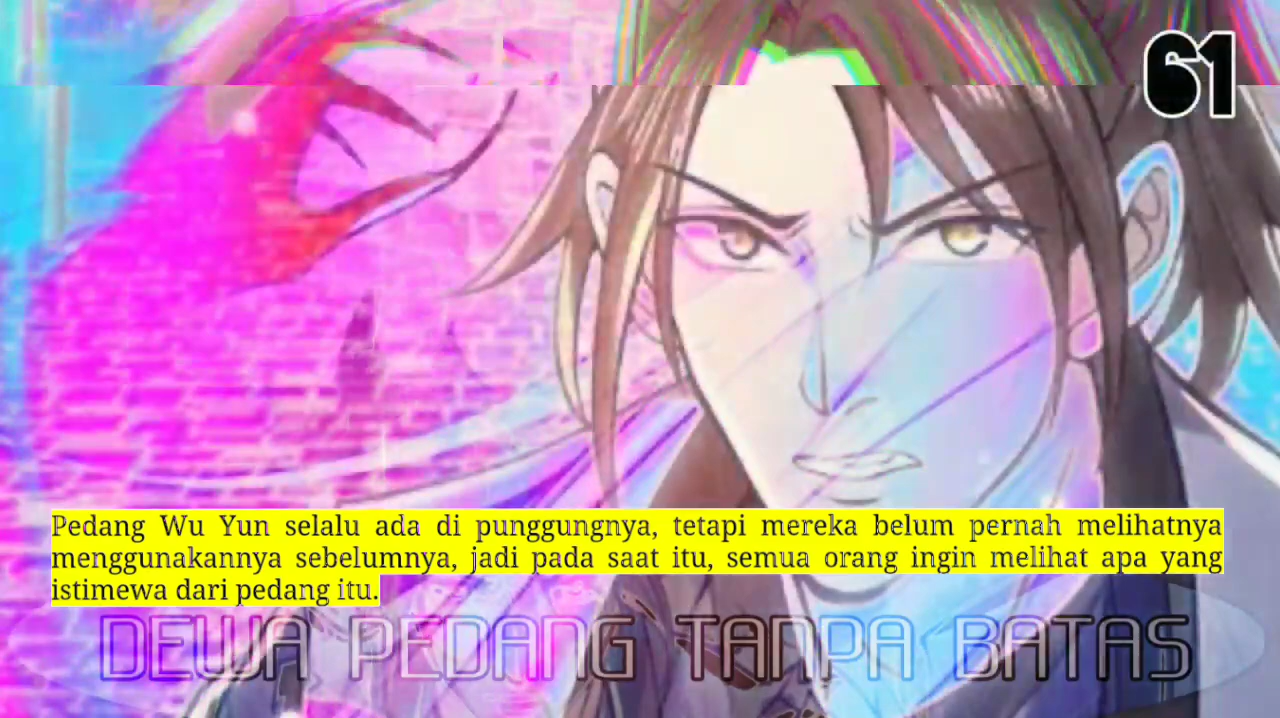 61
Pedang Wu Yun selalu ada di punggungnya, tetapi mereka belum pernah melihatnya
menggunakannya sebelumnya, jadi pada saat itu, semua orang ingin melihat apa yang
istimewa dari pedang itu.
DEWA PEDANG TANPA BATAS